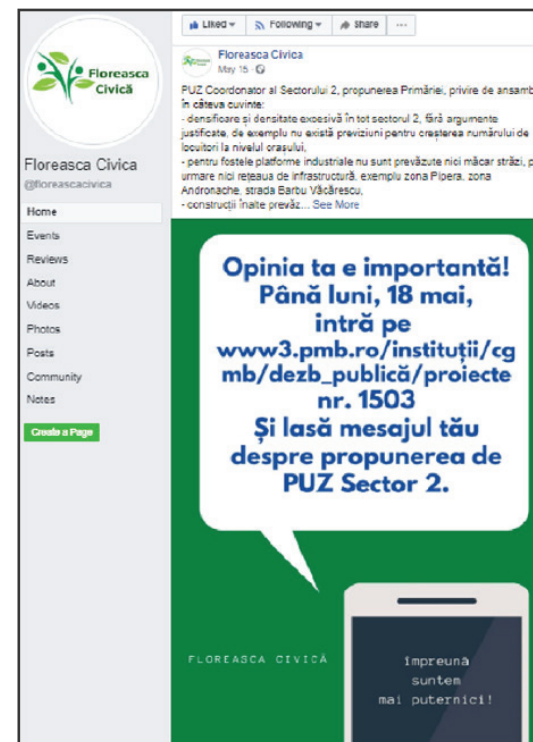 Floreasca
Civică
Floreasca Civica
@floreascacivica
Home
Events
Reviews
About
Videos
Photos
Posts
Community
Notes
Create a Page
Liked Following Share ...
Floreasca Civica
May 15
PUZ Coordonator al Sectorului 2, propunerea Primăriei, privire de ansamb
în câteva cuvinte:
- densificare și densitate excesivă în tot sectorul 2, fără argumente
justificate, de exemplu nu există previziuni pentru creșterea numărului de
locuitori la nivelul orașului,
- pentru fostele platforme industriale nu sunt prevăzute nici măcar străzi, p
urmare nici rețeaua de infrastructură, exemplu zona Pipera, zona
Andronache, strada Barbu Văcărescu,
- construcții înalte prevăz... See More
Opinia ta e importantă!
Până luni, 18 mai,
intră pe
www3.pmb.ro/instituții/cg
mb/dezb_publică/proiecte
nr. 1503
Și lasă mesajul tău
despre propunerea de
PUZ Sector 2.
FLOREASCA CIVICĂ
împreună
suntem
mai puternici!